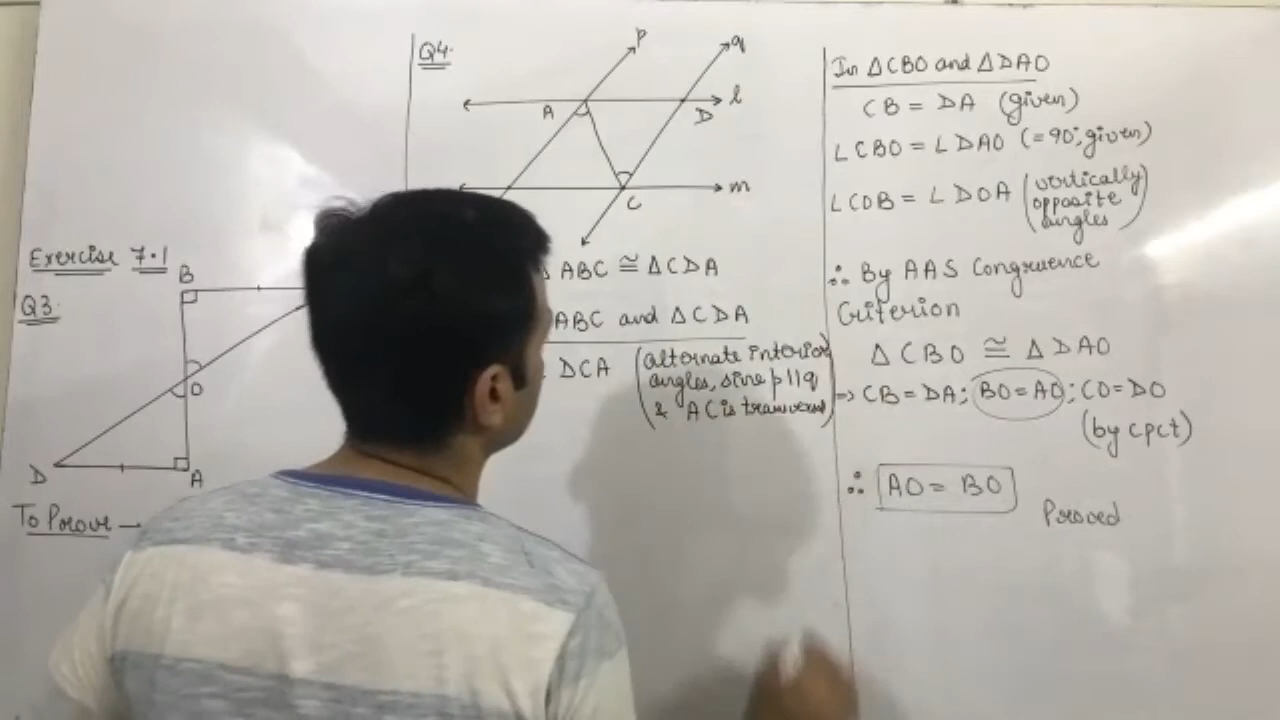 Exercise 7.1
Q3.
B
O
D
A
To Prove —
Q4.
p
q
l
A
D
m
C
ABC ≅ ΔCDA
ABC and ΔCDA
DCA (alternate interior
angles, sine p||q
& AC is transversal)
In ΔCBO and ΔDAO
CB = DA (given)
∠CBO = ∠DAO (=90°, given)
∠COB = ∠DOA (vertically
opposite
angles)
∴ By AAS Congruence
Criterion
ΔCBO ≅ ΔDAO
⇒ CB = DA; BO = AO; CO = DO
(by cpct)
∴ AO = BO
Proved